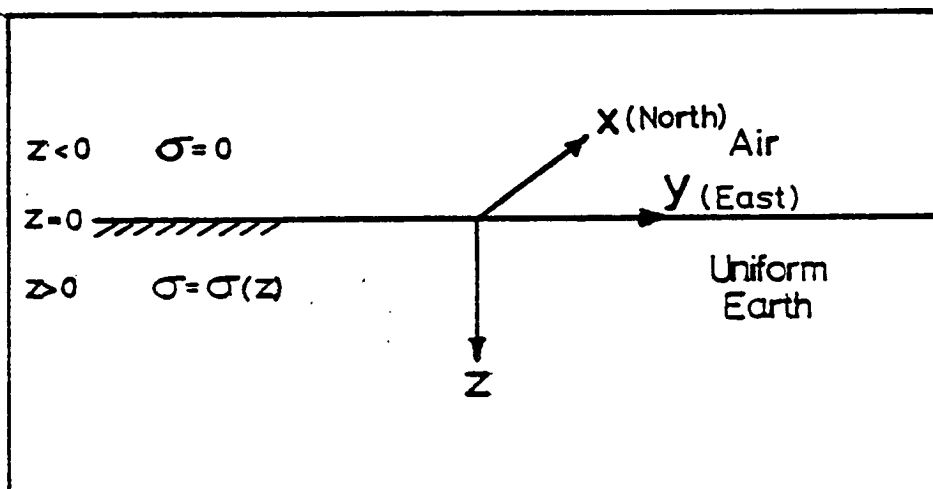 x (North)
Air
z<0 σ=0
y (East)
z=0
Uniform
Earth
z>0 σ=σ(z)
z